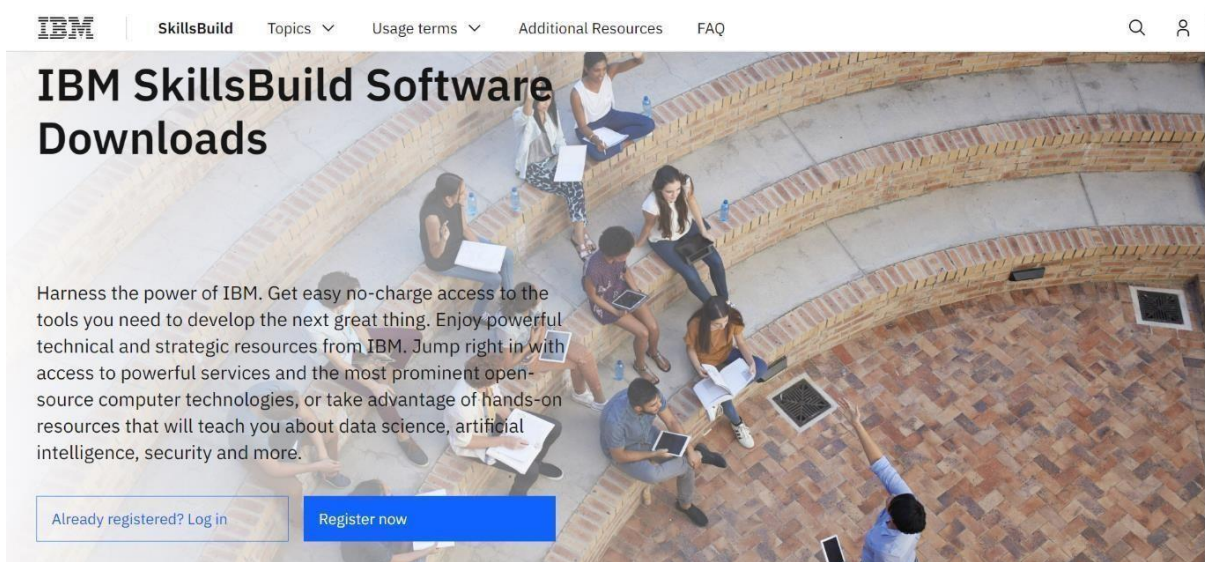 IBM
SkillsBuild
Topics
Usage terms
Additional Resources
FAQ
IBM SkillsBuild Software
Downloads
Harness the power of IBM. Get easy no-charge access to the
tools you need to develop the next great thing. Enjoy powerful
technical and strategic resources from IBM. Jump right in with
access to powerful services and the most prominent open-
source computer technologies, or take advantage of hands-on
resources that will teach you about data science, artificial
intelligence, security and more.
Already registered? Log in
Register now